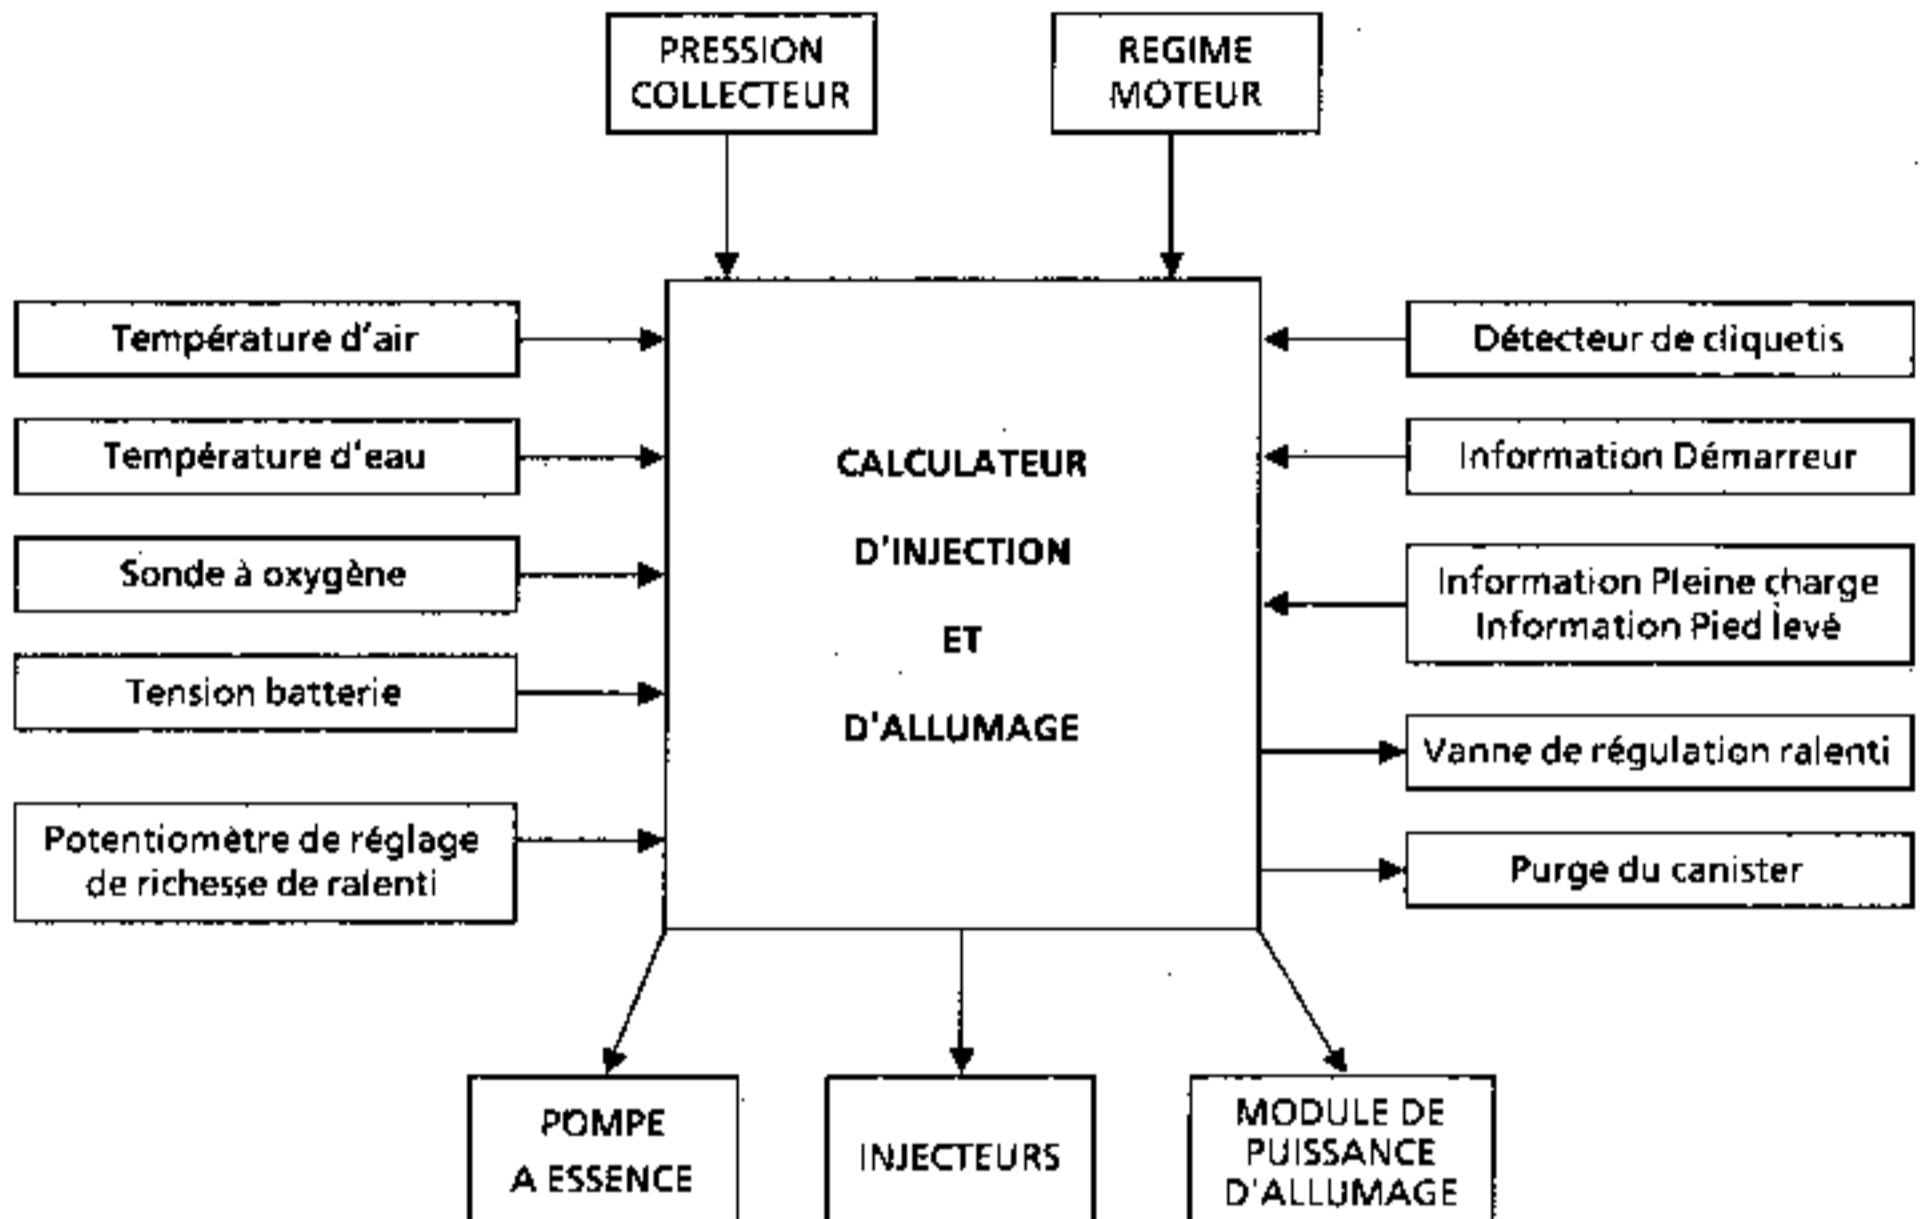 PRESSION
COLLECTEUR
REGIME
MOTEUR
Température d'air
Température d'eau
Sonde à oxygène
Tension batterie
Potentiomètre de réglage
de richesse de ralenti
CALCULATEUR
D'INJECTION
ET
D'ALLUMAGE
Détecteur de cliquetis
Information Démarreur
Information Pleine charge
Information Pied levé
Vanne de régulation ralenti
Purge du canister
POMPE
A ESSENCE
INJECTEURS
MODULE DE
PUISSANCE
D'ALLUMAGE